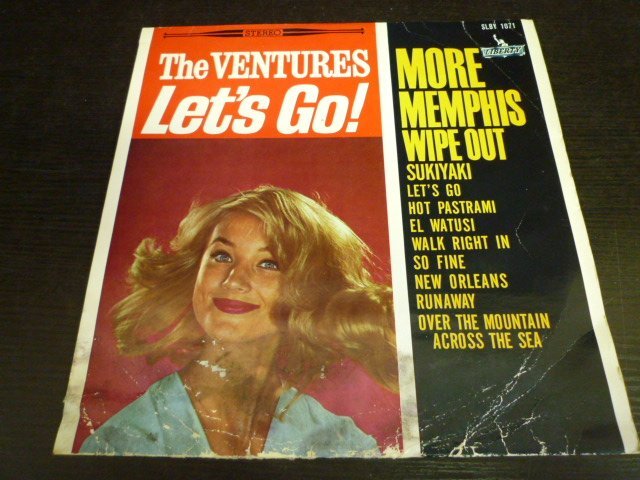 STEREO
The VENTURES
Let's Go!
SLBY 1071
LIBERTY
MORE
MEMPHIS
WIPE OUT
SUKIYAKI
LET'S GO
HOT PASTRAMI
EL WATUSI
WALK RIGHT IN
SO FINE
NEW ORLEANS
RUNAWAY
OVER THE MOUNTAIN
ACROSS THE SEA